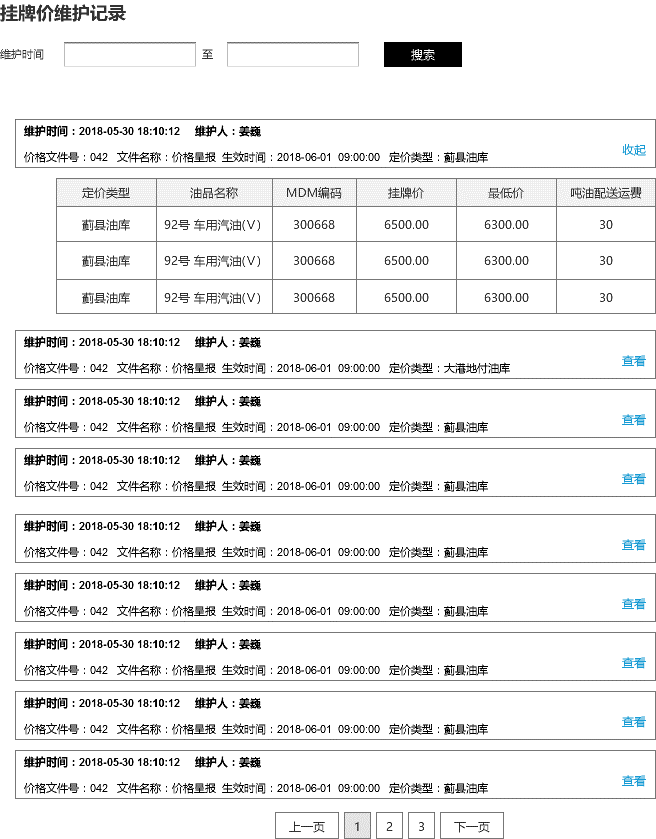 挂牌价维护记录
维护时间 至 搜索
维护时间：2018-05-30 18:10:12 维护人：姜巍
价格文件号：042 文件名称：价格量报 生效时间：2018-06-01 09:00:00 定价类型：蓟县油库 收起
定价类型 油品名称 MDM编码 挂牌价 最低价 吨油配送运费
蓟县油库 92号 车用汽油(Ⅴ) 300668 6500.00 6300.00 30
蓟县油库 92号 车用汽油(Ⅴ) 300668 6500.00 6300.00 30
蓟县油库 92号 车用汽油(Ⅴ) 300668 6500.00 6300.00 30
维护时间：2018-05-30 18:10:12 维护人：姜巍
价格文件号：042 文件名称：价格量报 生效时间：2018-06-01 09:00:00 定价类型：大港地付油库 查看
维护时间：2018-05-30 18:10:12 维护人：姜巍
价格文件号：042 文件名称：价格量报 生效时间：2018-06-01 09:00:00 定价类型：蓟县油库 查看
维护时间：2018-05-30 18:10:12 维护人：姜巍
价格文件号：042 文件名称：价格量报 生效时间：2018-06-01 09:00:00 定价类型：蓟县油库 查看
维护时间：2018-05-30 18:10:12 维护人：姜巍
价格文件号：042 文件名称：价格量报 生效时间：2018-06-01 09:00:00 定价类型：蓟县油库 查看
维护时间：2018-05-30 18:10:12 维护人：姜巍
价格文件号：042 文件名称：价格量报 生效时间：2018-06-01 09:00:00 定价类型：蓟县油库 查看
维护时间：2018-05-30 18:10:12 维护人：姜巍
价格文件号：042 文件名称：价格量报 生效时间：2018-06-01 09:00:00 定价类型：蓟县油库 查看
维护时间：2018-05-30 18:10:12 维护人：姜巍
价格文件号：042 文件名称：价格量报 生效时间：2018-06-01 09:00:00 定价类型：蓟县油库 查看
维护时间：2018-05-30 18:10:12 维护人：姜巍
价格文件号：042 文件名称：价格量报 生效时间：2018-06-01 09:00:00 定价类型：蓟县油库 查看
上一页 1 2 3 下一页